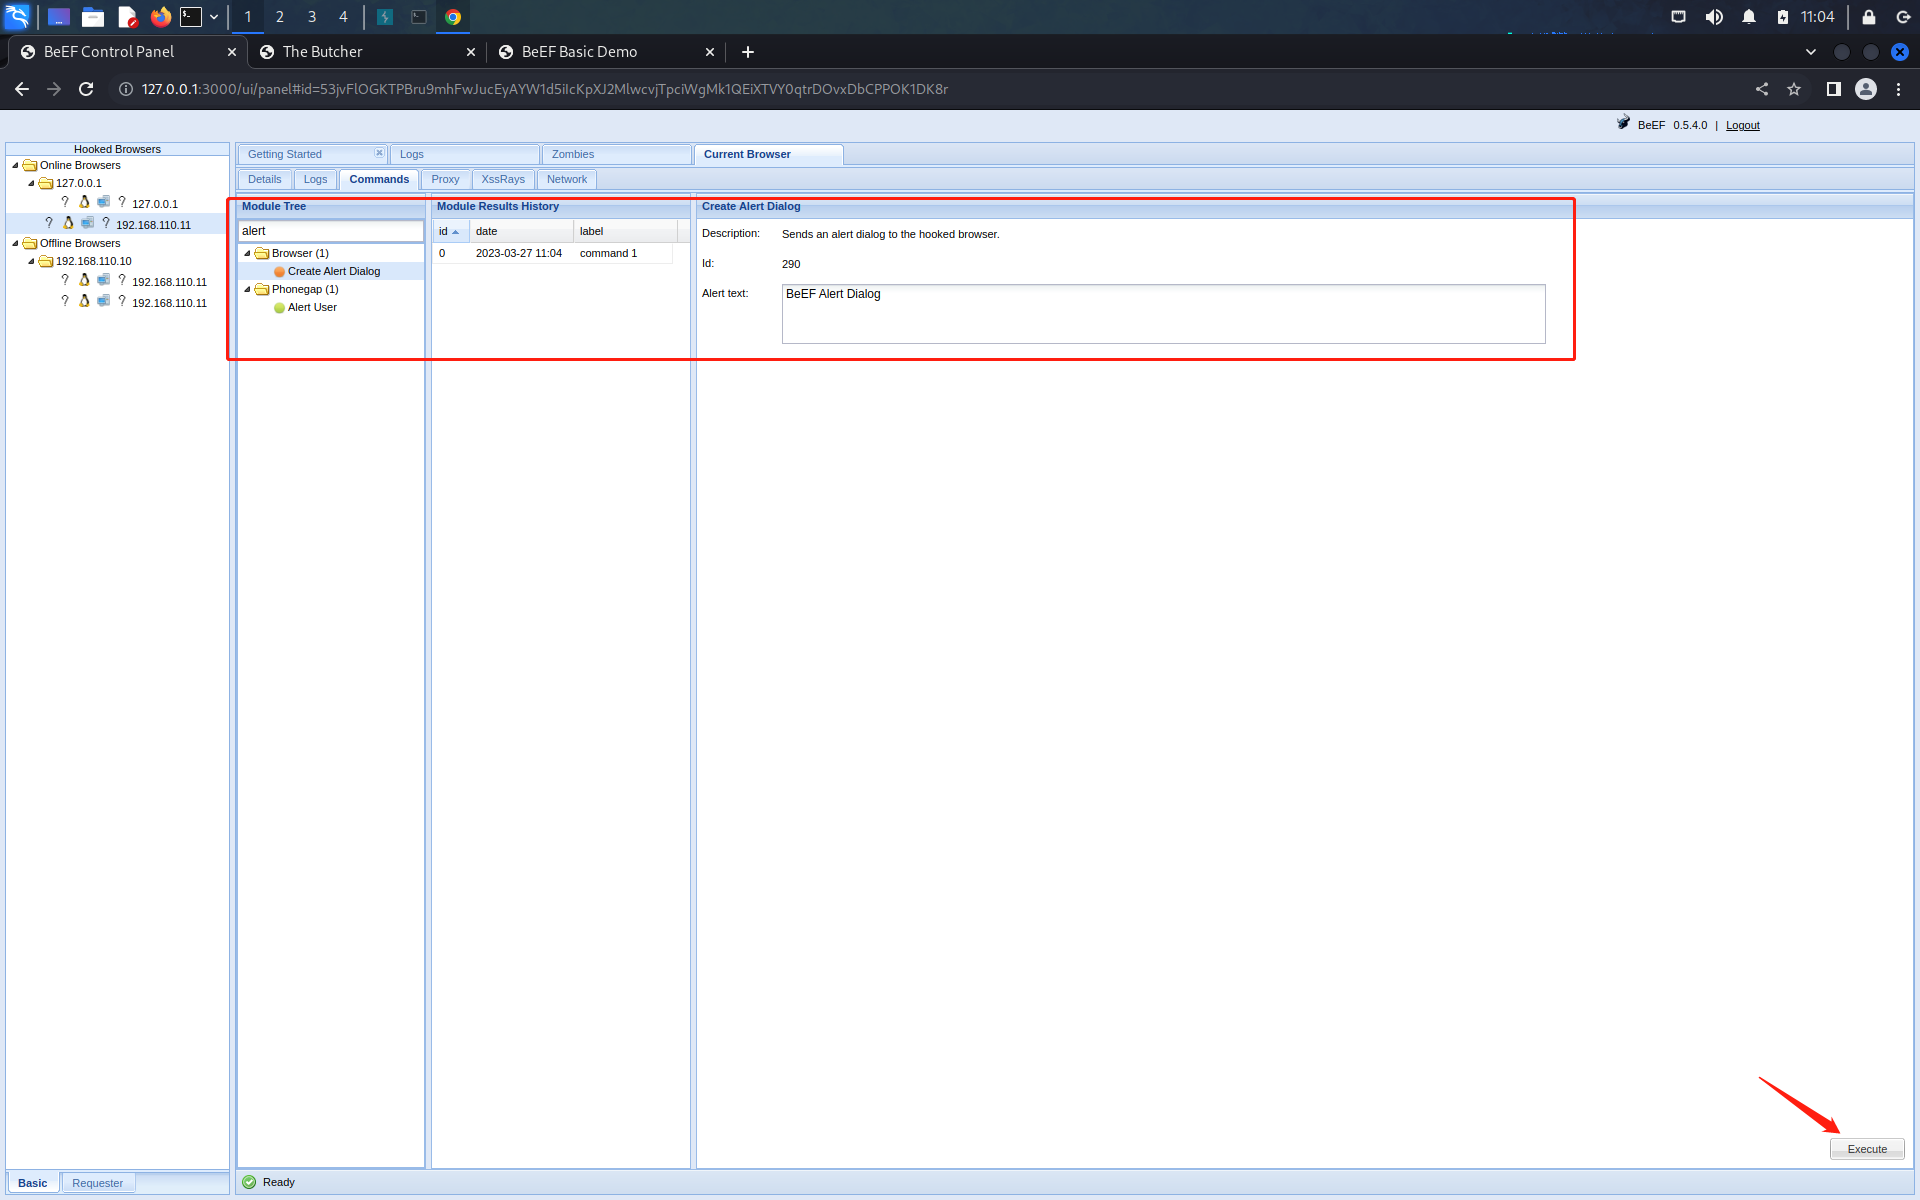 1 2 3 4 11:04
BeEF Control Panel The Butcher BeEF Basic Demo
127.0.0.1:3000/ui/panel#id=53jvFlOGKTPBru9mhFwJucEyAYW1d5iIcKpXJ2MlwcvjTpciWgMk1QEiXTVY0qtrDOvxDbCPPOK1DK8r
BeEF 0.5.4.0 | Logout
Hooked Browsers
Online Browsers
127.0.0.1
? ? 127.0.0.1
? ? 192.168.110.11
Offline Browsers
192.168.110.10
? ? 192.168.110.11
? ? 192.168.110.11
Getting Started Logs Zombies Current Browser
Details Logs Commands Proxy XssRays Network
Module Tree
alert
Browser (1)
Create Alert Dialog
Phonegap (1)
Alert User
Module Results History
id date label
0 2023-03-27 11:04 command 1
Create Alert Dialog
Description: Sends an alert dialog to the hooked browser.
Id: 290
Alert text: BeEF Alert Dialog
Execute
Basic Requester
Ready